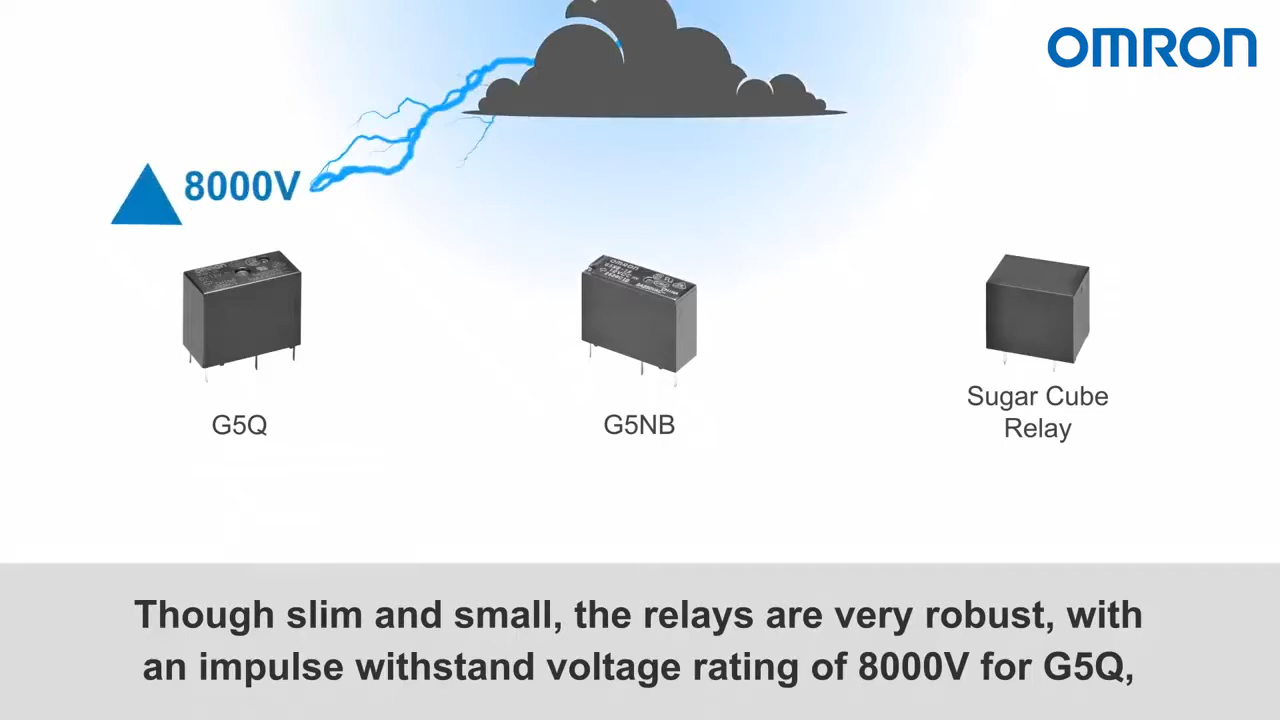 OMRON
8000V
OMRON
G5Q
G5NB
Sugar Cube
Relay
Though slim and small, the relays are very robust, with
an impulse withstand voltage rating of 8000V for G5Q,